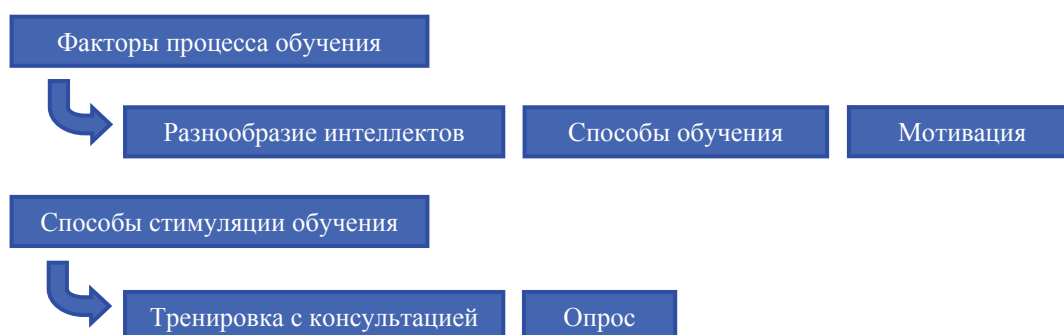 Факторы процесса обучения
Разнообразие интеллектов Способы обучения Мотивация
Способы стимуляции обучения
Тренировка с консультацией Опрос